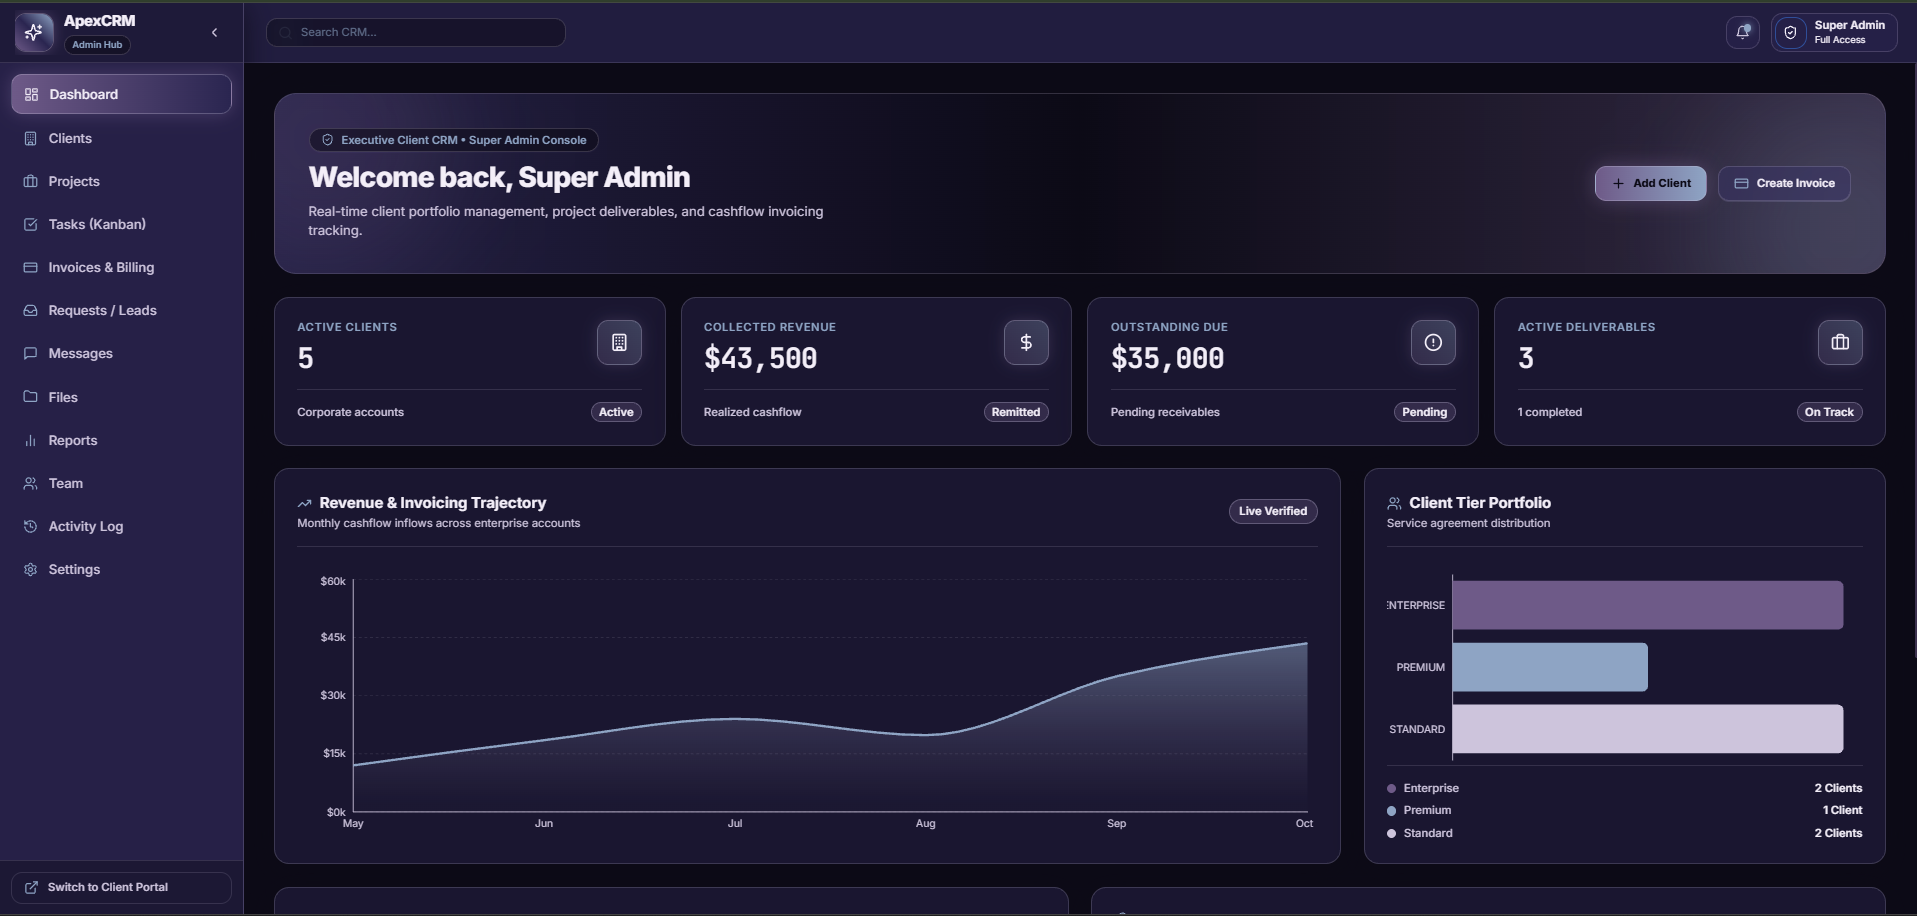 ApexCRM
Admin Hub
Search CRM...
Super Admin
Full Access
Dashboard
Clients
Projects
Tasks (Kanban)
Invoices & Billing
Requests / Leads
Messages
Files
Reports
Team
Activity Log
Settings
Switch to Client Portal
Executive Client CRM • Super Admin Console
Welcome back, Super Admin
Real-time client portfolio management, project deliverables, and cashflow invoicing
tracking.
Add Client
Create Invoice
ACTIVE CLIENTS
5
Corporate accounts
Active
COLLECTED REVENUE
$43,500
Realized cashflow
Remitted
OUTSTANDING DUE
$35,000
Pending receivables
Pending
ACTIVE DELIVERABLES
3
1 completed
On Track
Revenue & Invoicing Trajectory
Monthly cashflow inflows across enterprise accounts
Live Verified
$60k
$45k
$30k
$15k
$0k
May
Jun
Jul
Aug
Sep
Oct
Client Tier Portfolio
Service agreement distribution
NTERPRISE
PREMIUM
STANDARD
Enterprise
2 Clients
Premium
1 Client
Standard
2 Clients